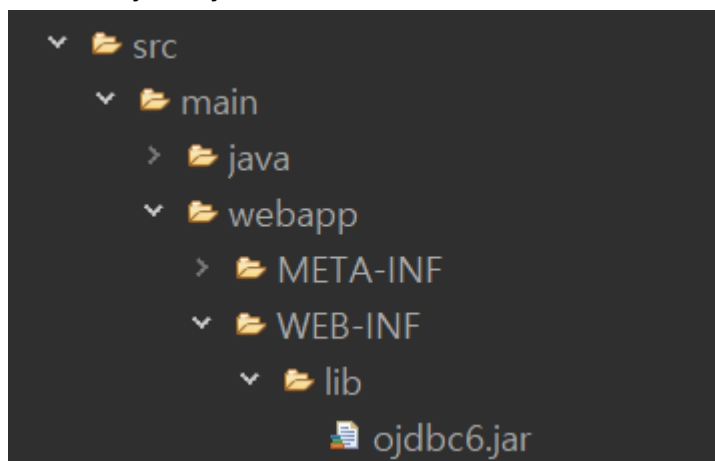 src
main
java
webapp
META-INF
WEB-INF
lib
ojdbc6.jar